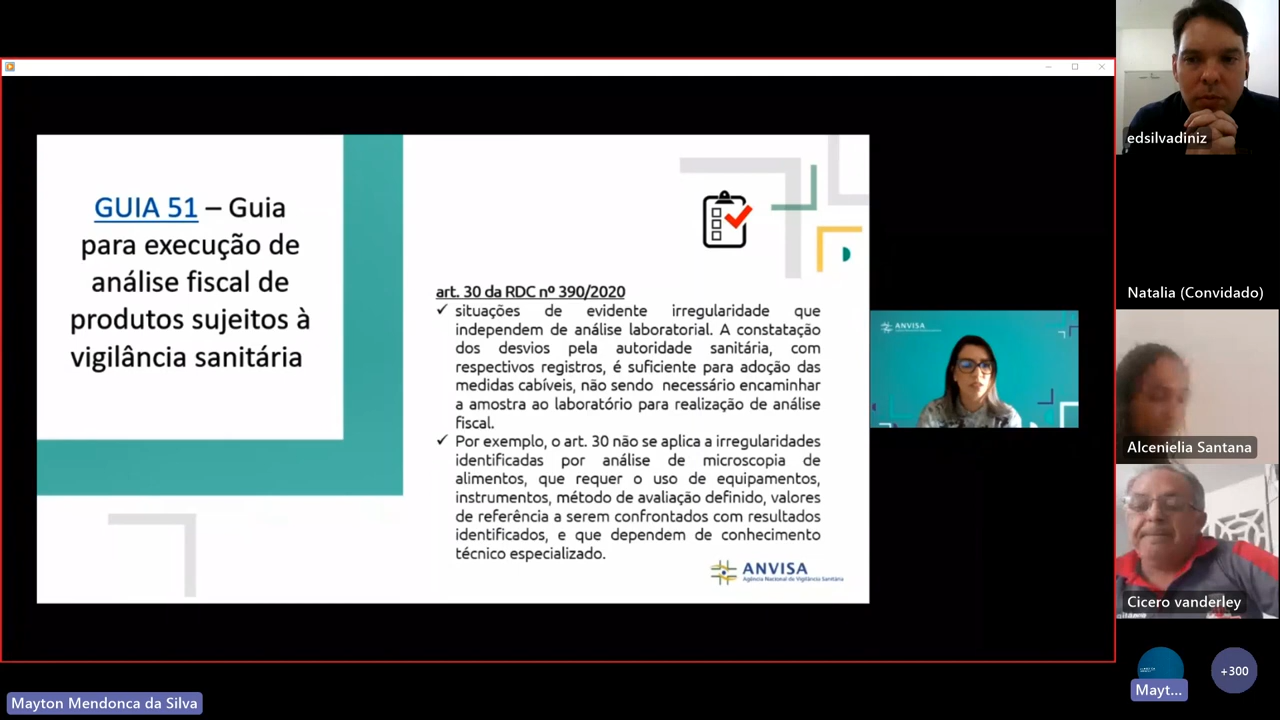 GUIA 51 – Guia
para execução de
análise fiscal de
produtos sujeitos à
vigilância sanitária
art. 30 da RDC nº 390/2020
✓ situações de evidente irregularidade que
independem de análise laboratorial. A constatação
dos desvios pela autoridade sanitária, com
respectivos registros, é suficiente para adoção das
medidas cabíveis, não sendo necessário encaminhar
a amostra ao laboratório para realização de análise
fiscal.
✓ Por exemplo, o art. 30 não se aplica a irregularidades
identificadas por análise de microscopia de
alimentos, que requer o uso de equipamentos,
instrumentos, método de avaliação definido, valores
de referência a serem confrontados com resultados
identificados, e que dependem de conhecimento
técnico especializado.
ANVISA
Agência Nacional de Vigilância Sanitária
ANVISA
edsilvadiniz
Natalia (Convidado)
Alcenielia Santana
Cicero vanderley
Mayt...
+300
Mayton Mendonca da Silva